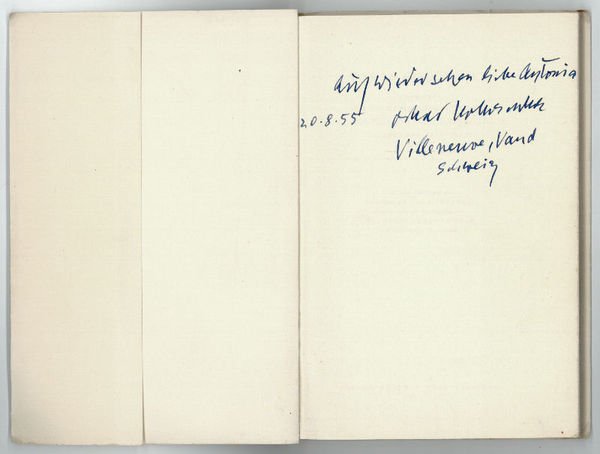 Auf Wiedersehen liebe Antonia
20.8.55 Oskar Kokoschka
Villeneuve, Vaud
Schweiz